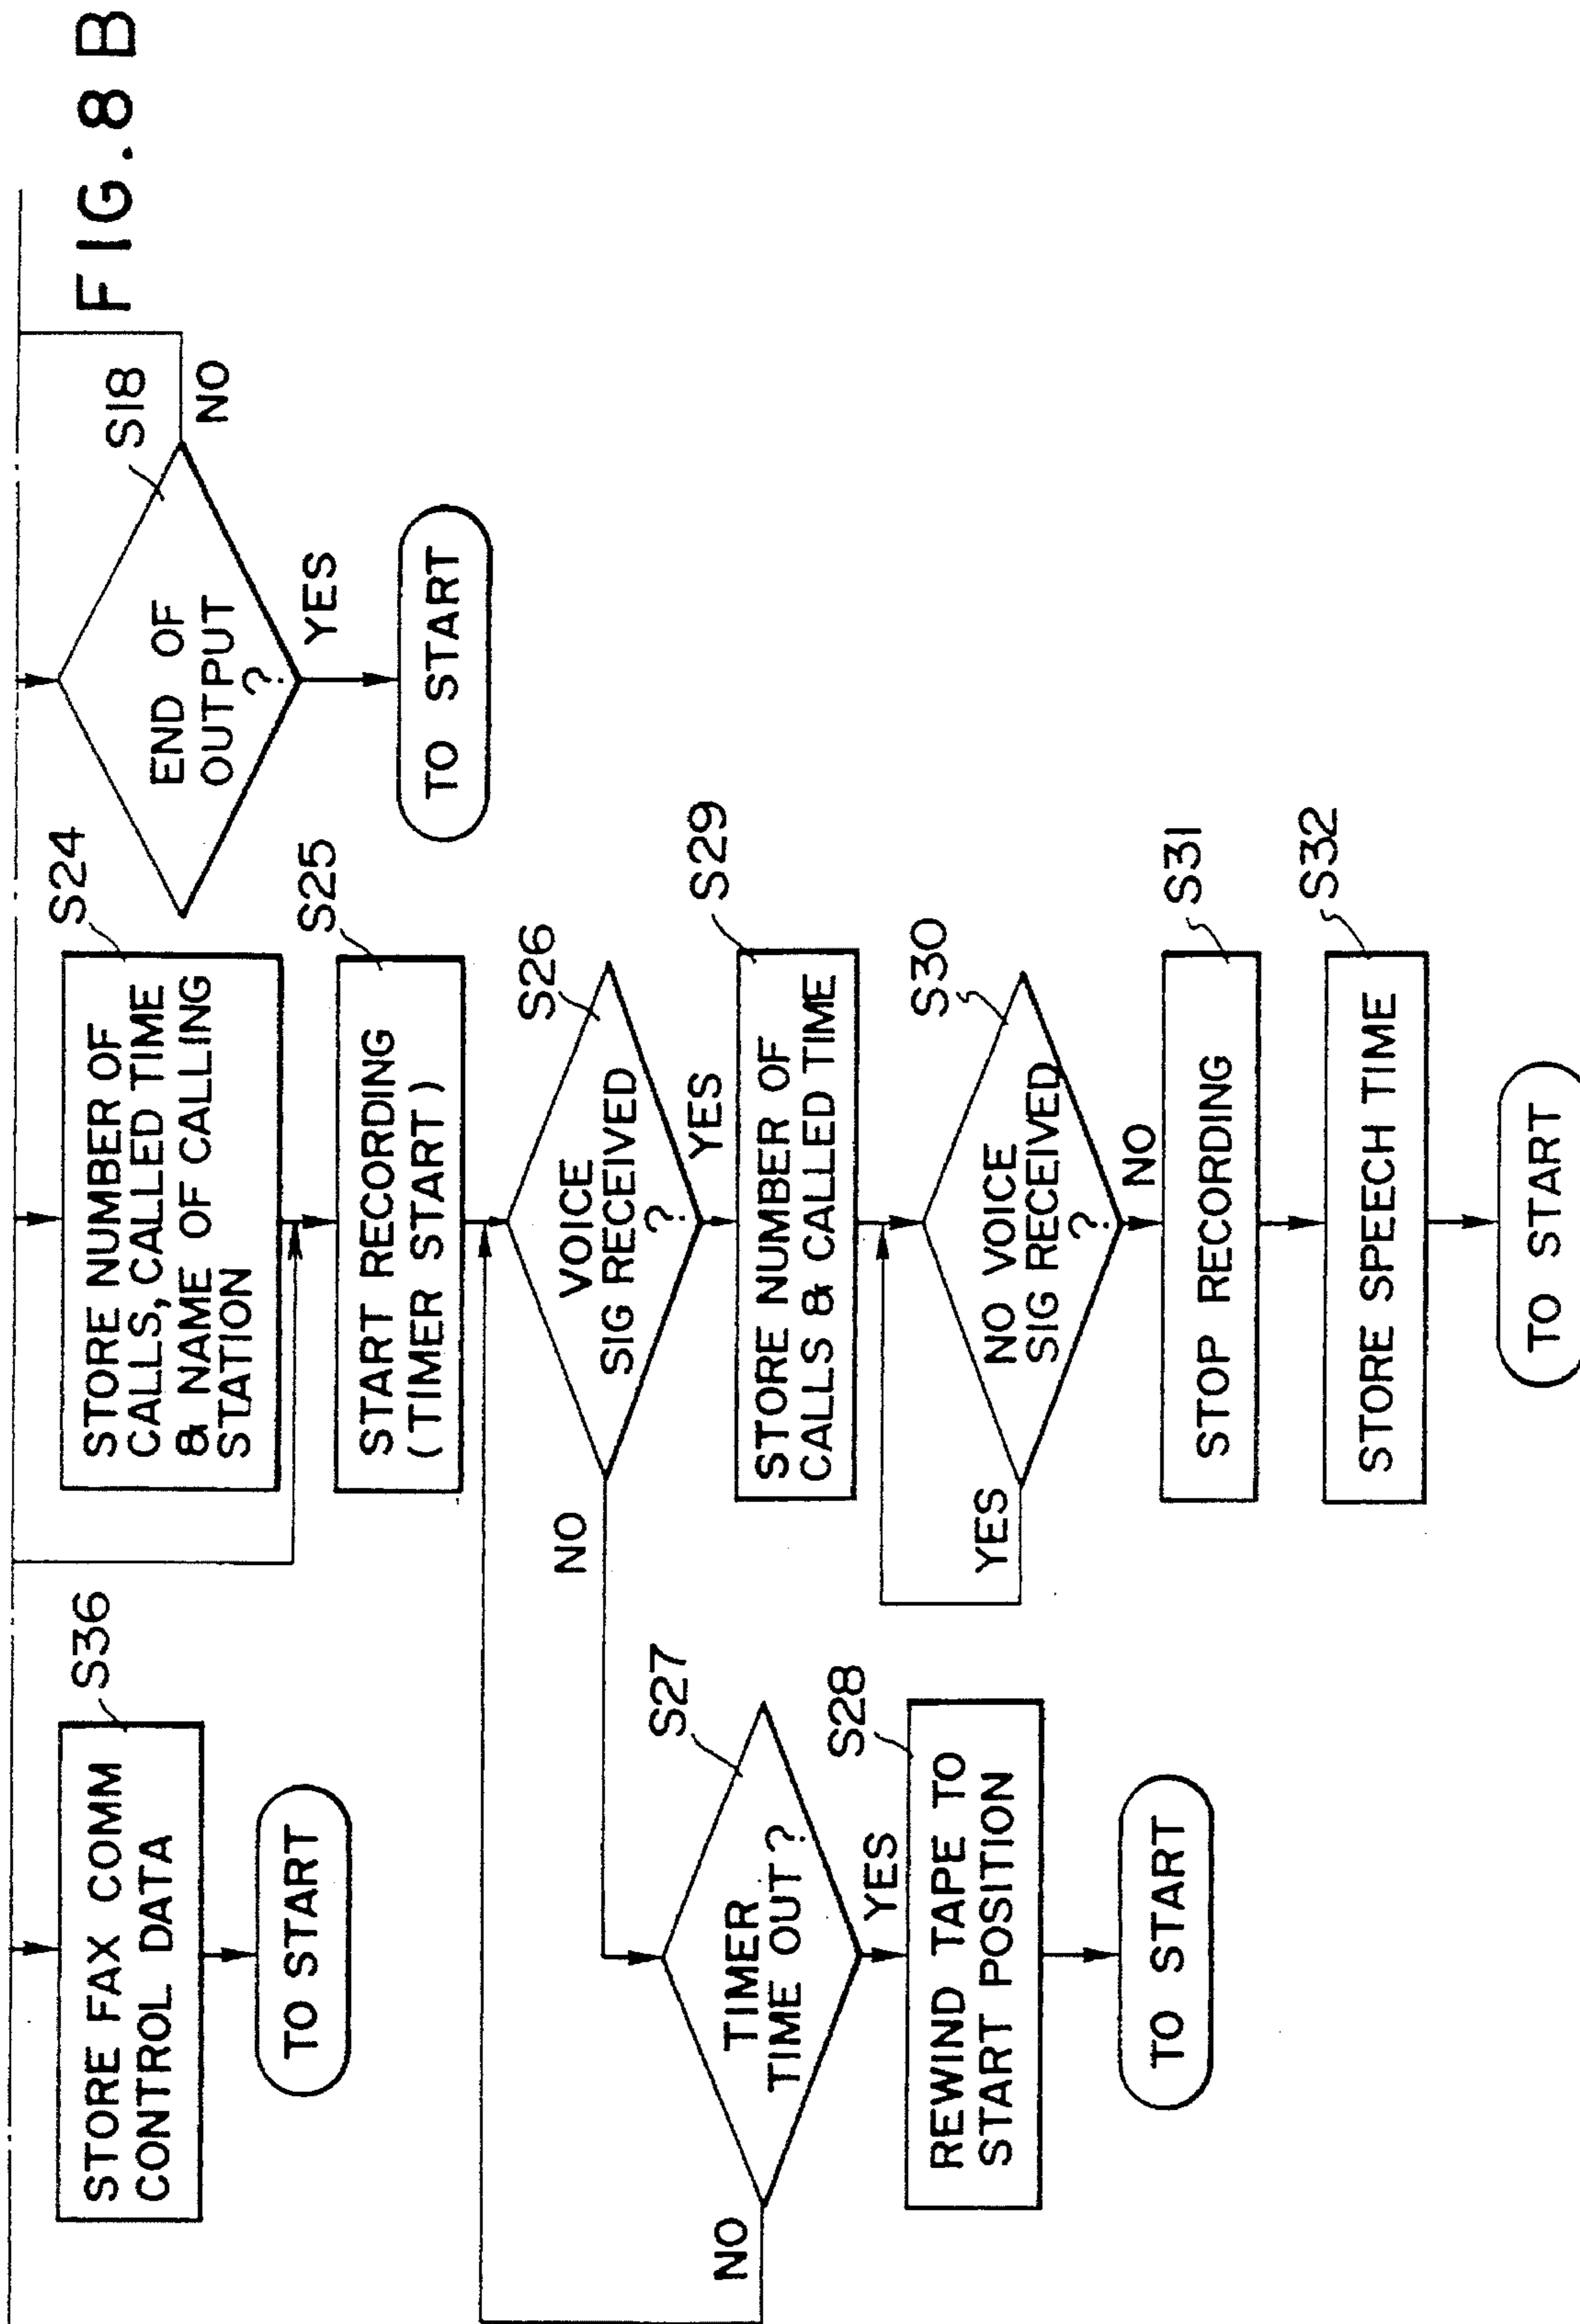 FIG. 8 B
S36
STORE FAX COMM
CONTROL DATA
TO START
S24
STORE NUMBER OF
CALLS, CALLED TIME
& NAME OF CALLING
STATION
S25
START RECORDING
(TIMER START)
S26
VOICE
SIG RECEIVED
?
NO
YES
S27
TIMER
TIME OUT?
NO
YES
S28
REWIND TAPE TO
START POSITION
TO START
S29
STORE NUMBER OF
CALLS & CALLED TIME
S30
NO VOICE
SIG RECEIVED
?
YES
NO
S31
STOP RECORDING
S32
STORE SPEECH TIME
TO START
S18
END OF
OUTPUT
?
NO
YES
TO START